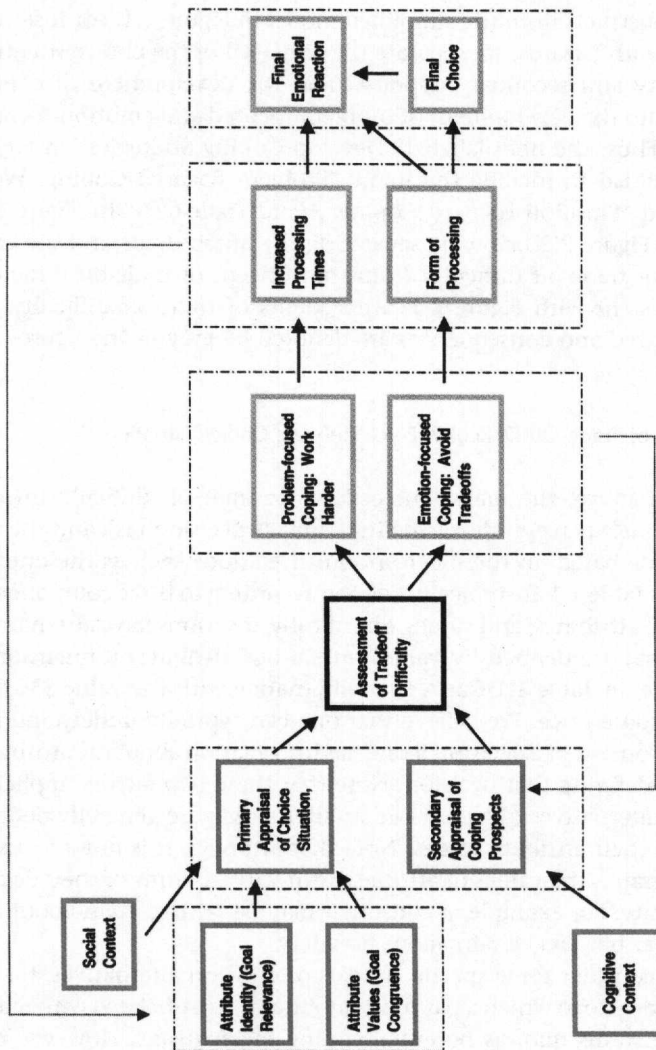 Social
Context
Attribute
Identity (Goal
Relevence)
Attribute
Values (Goal
Congruence)
Cognitive
Context
Primary
Appraisal
of Choice
Situation
Secondary
Appraisal of
Coping
Prospects
Assessment
of Tradeoff
Difficulty
Problem-focused
Coping: Work
Harder
Emotion-focused
Coping: Avoid
Tradeoffs
Increased
Processing
Times
Form of
Processing
Final
Emotional
Reaction
Final
Choice